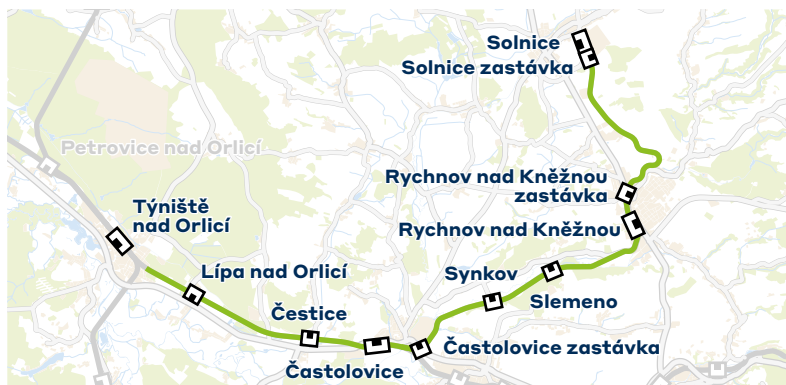 Solnice
Solnice zastávka
Petrovice nad Orlicí
Rychnov nad Kněžnou
zastávka
Týniště
nad Orlicí
Rychnov nad Kněžnou
Lípa nad Orlicí
Synkov
Slemeno
Čestice
Častolovice zastávka
Častolovice